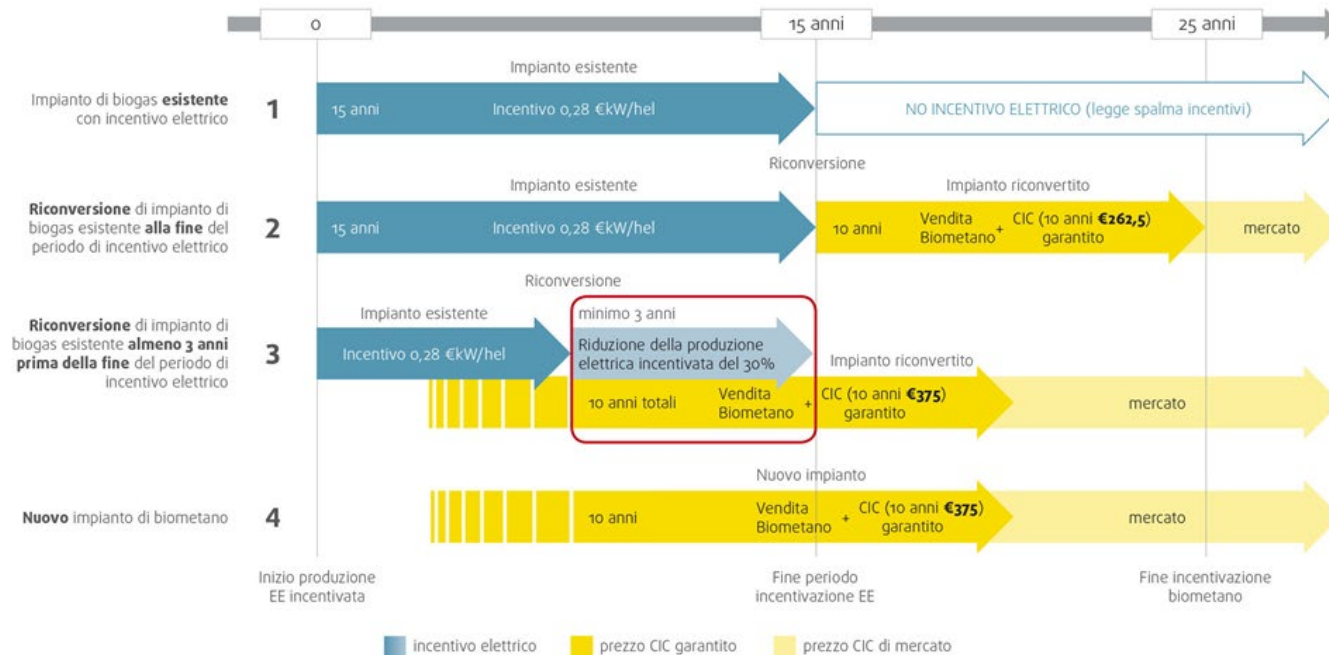 0
15 anni
25 anni
Impianto di biogas esistente
con incentivo elettrico
1
Impianto esistente
15 anni
Incentivo 0,28 €kW/hel
NO INCENTIVO ELETTRICO (legge spalma incentivi)
Riconversione di impianto di
biogas esistente alla fine del
periodo di incentivo elettrico
2
Impianto esistente
15 anni
Incentivo 0,28 €kW/hel
Riconversione
Impianto riconvertito
10 anni
Vendita
Biometano
+
CIC (10 anni €262,5)
garantito
mercato
Riconversione di impianto di
biogas esistente almeno 3 anni
prima della fine del periodo di
incentivo elettrico
3
Impianto esistente
Incentivo 0,28 €kW/hel
Riconversione
minimo 3 anni
Riduzione della produzione
elettrica incentivata del 30%
Impianto riconvertito
10 anni totali
Vendita
Biometano
+
CIC (10 anni €375)
garantito
mercato
Nuovo impianto di biometano
4
Nuovo impianto
10 anni
Vendita
Biometano
+
CIC (10 anni €375)
garantito
mercato
Inizio produzione
EE incentivata
Fine periodo
incentivazione EE
Fine incentivazione
biometano
incentivo elettrico
prezzo CIC garantito
prezzo CIC di mercato